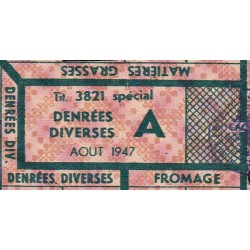 MATIÈRES GRASSES
DENRÉES DIV.
Tit. 3821 spécial
DENRÉES
DIVERSES
A
AOUT 1947
DENRÉES DIVERSES
FROMAGE